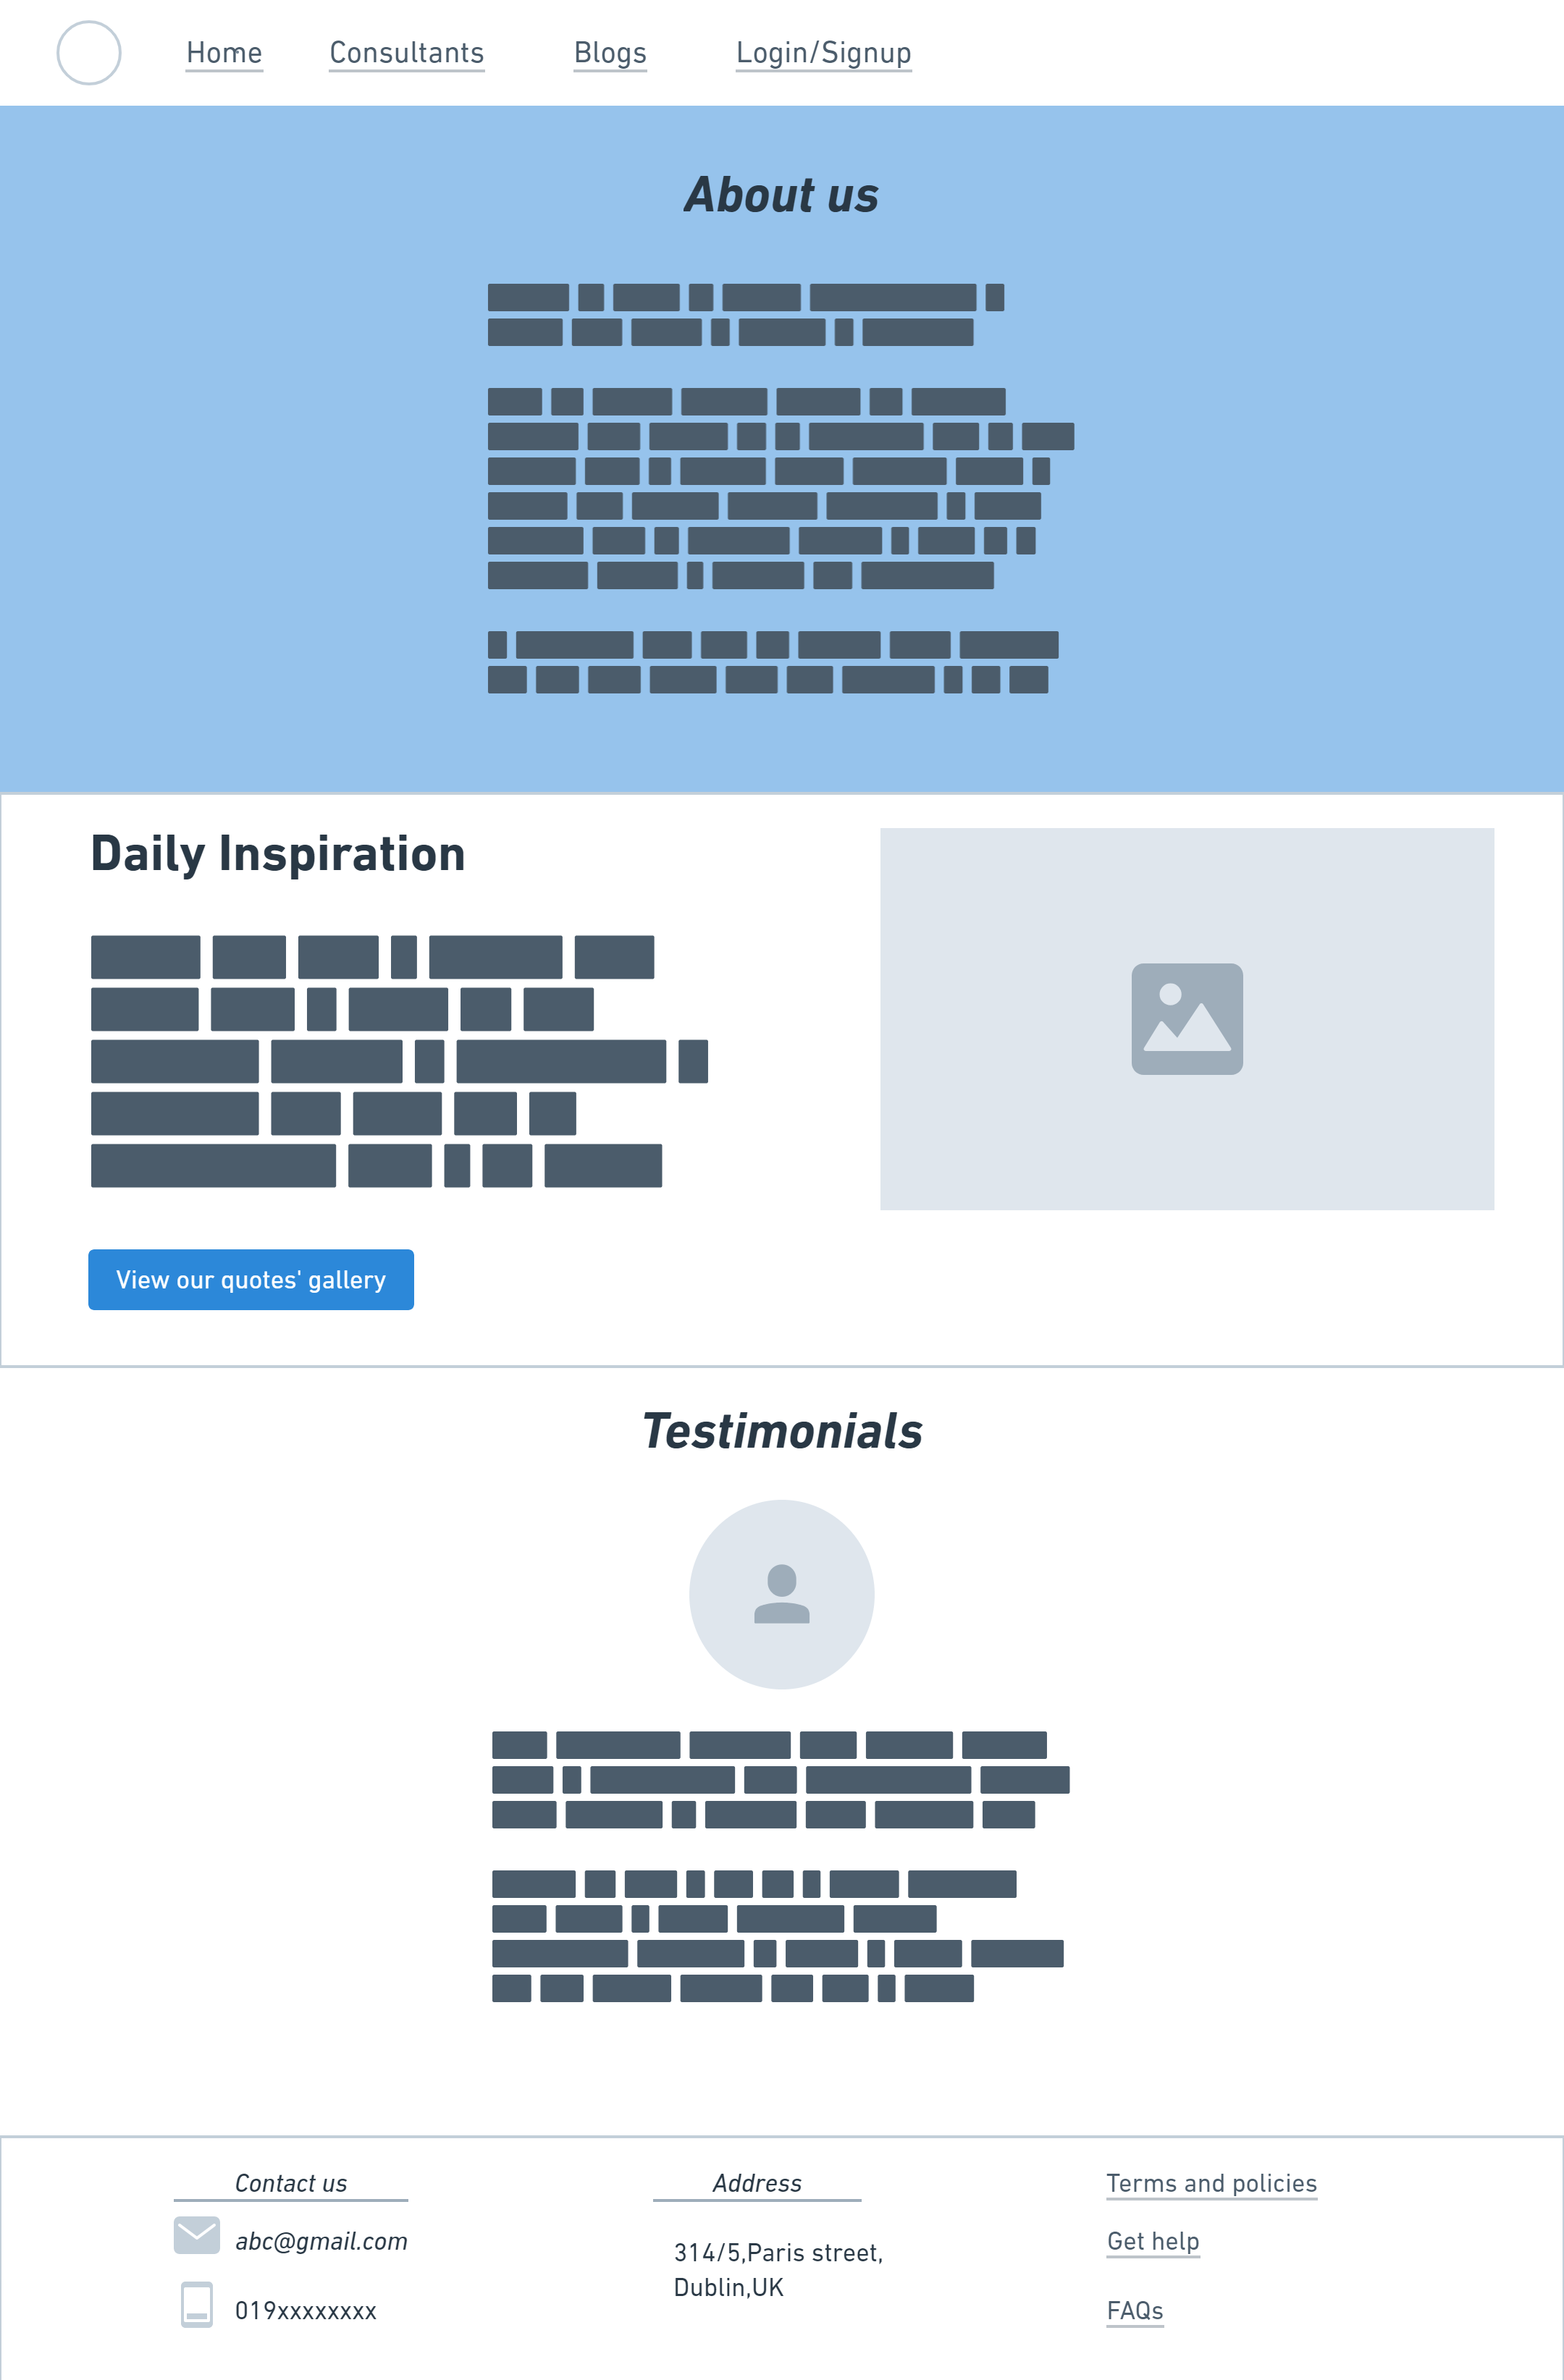 Home Consultants Blogs Login/Signup
About us
Daily Inspiration
View our quotes' gallery
Testimonials
Contact us
abc@gmail.com
019xxxxxxxx
Address
314/5,Paris street,
Dublin,UK
Terms and policies
Get help
FAQs